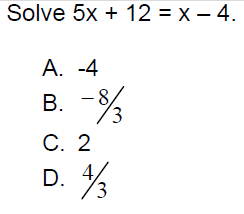 Solve 5x + 12 = x – 4.
A. -4
B. –8/3
C. 2
D. 4/3